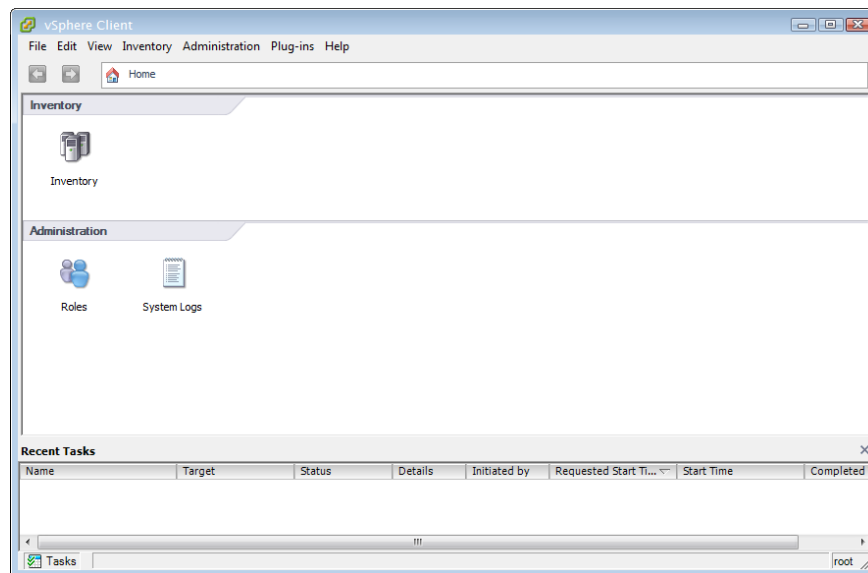 vSphere Client
File Edit View Inventory Administration Plug-ins Help
Home
Inventory
Inventory
Administration
Roles System Logs
Recent Tasks
Name Target Status Details Initiated by Requested Start Ti... Start Time Completed
Tasks root